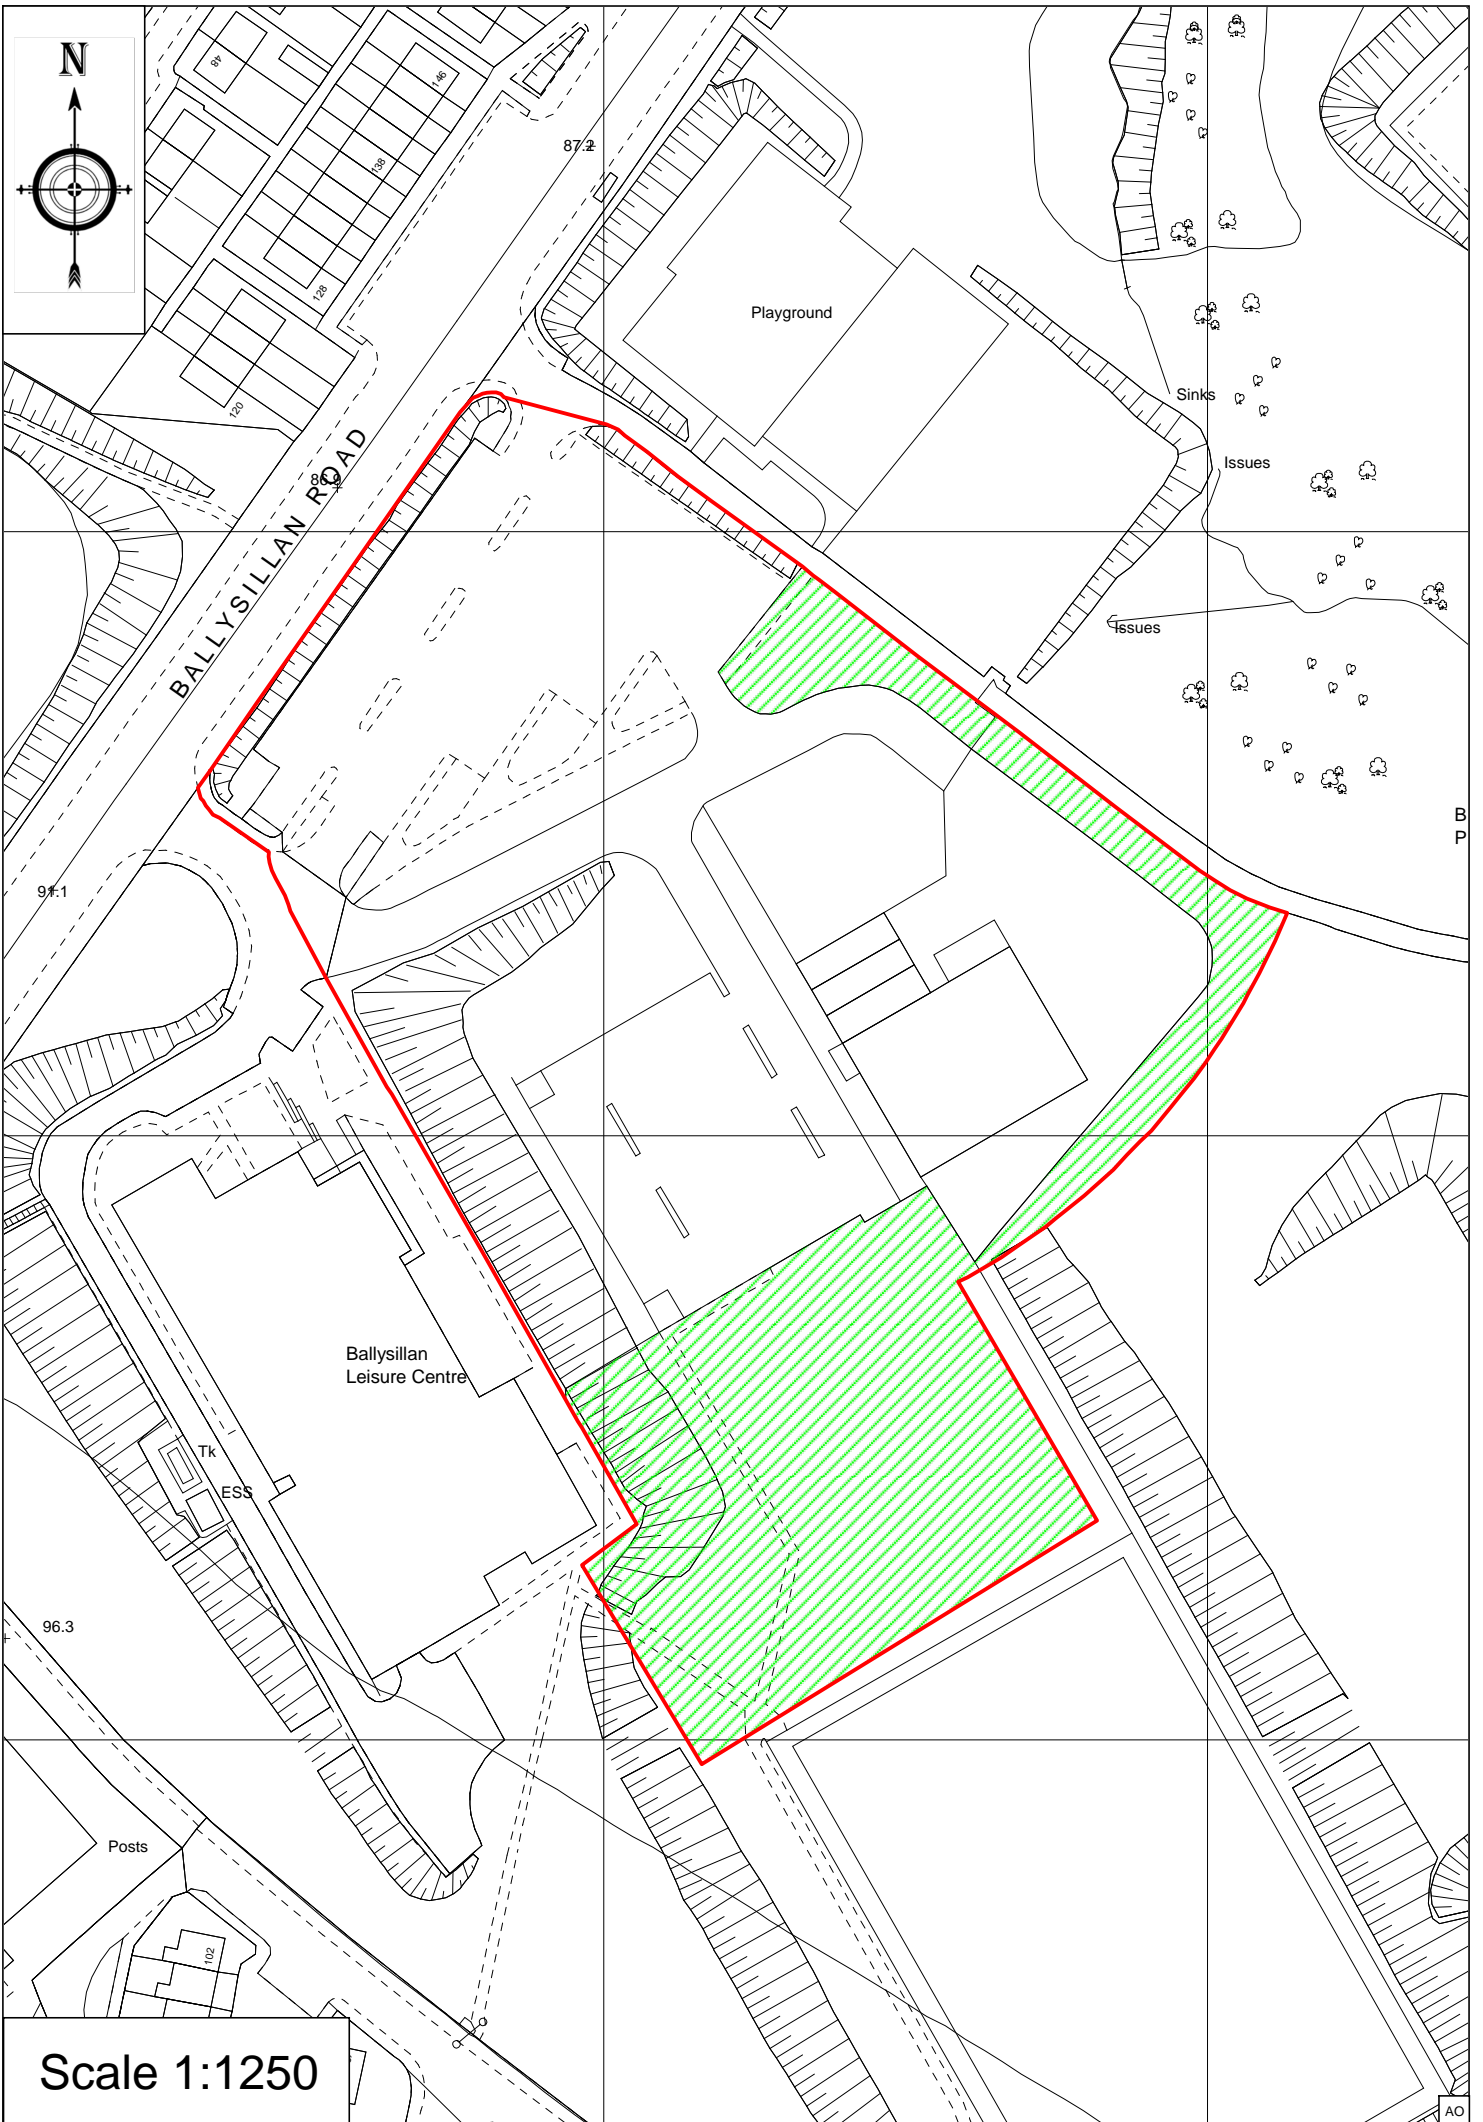 N
48
146
138
128
120
87.2
Playground
Sinks
Issues
86.9
BALLYSILLAN ROAD
Issues
B
P
91.1
Ballysillan
Leisure Centre
Tk
ESS
96.3
Posts
102
Scale 1:1250
AO